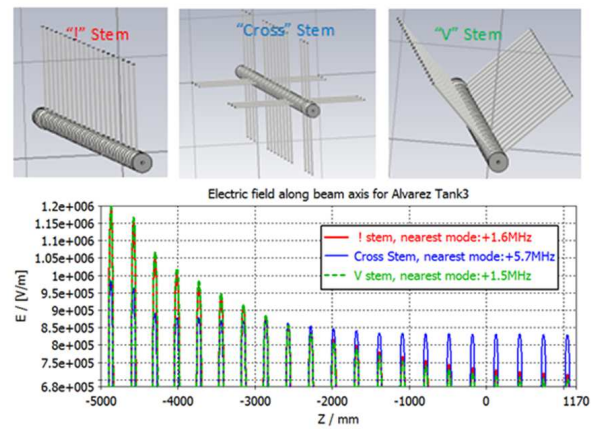 "!" Stem
"Cross" Stem
"V" Stem
Electric field along beam axis for Alvarez Tank3
1.2e+006
1.15e+006
1.1e+006
1.05e+006
1e+006
9.5e+005
9e+005
8.5e+005
8e+005
7.5e+005
6.8e+005
E / [V/m]
! stem, nearest mode:+1.6MHz
Cross Stem, nearest mode:+5.7MHz
V stem, nearest mode:+1.5MHz
-5000
-4000
-3000
-2000
-1000
0
1170
Z / mm